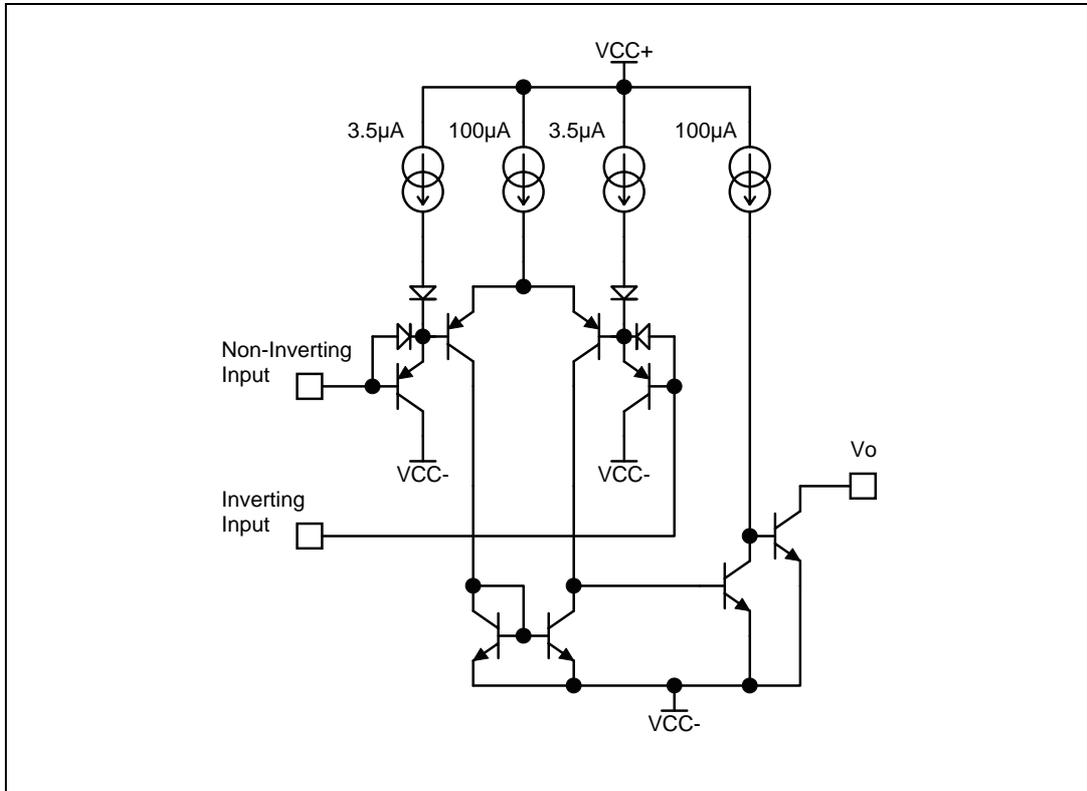 VCC+
3.5µA
100µA
3.5µA
100µA
Non-Inverting
Input
VCC-
VCC-
Vo
Inverting
Input
VCC-